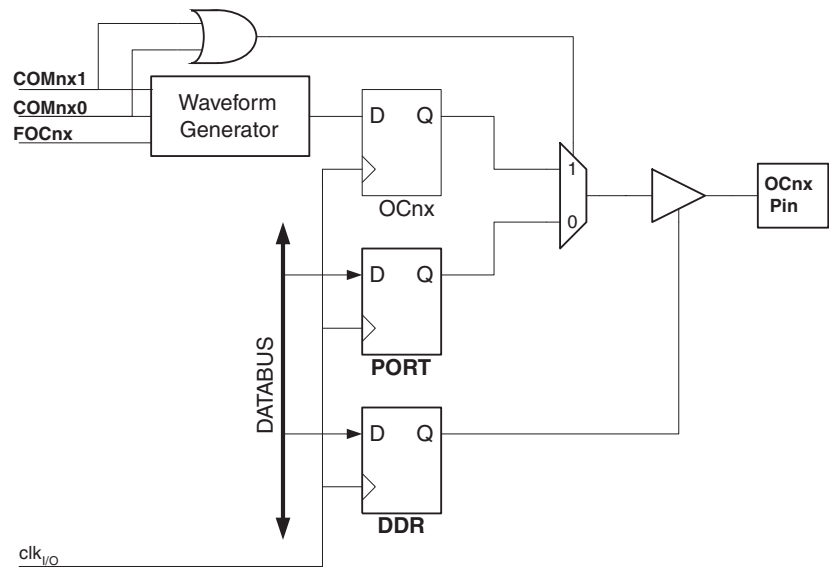 COMnx1
COMnx0
FOCnx
Waveform
Generator
D Q
OCnx
1
0
OCnx
Pin
D Q
PORT
DATABUS
D Q
DDR
clkI/O